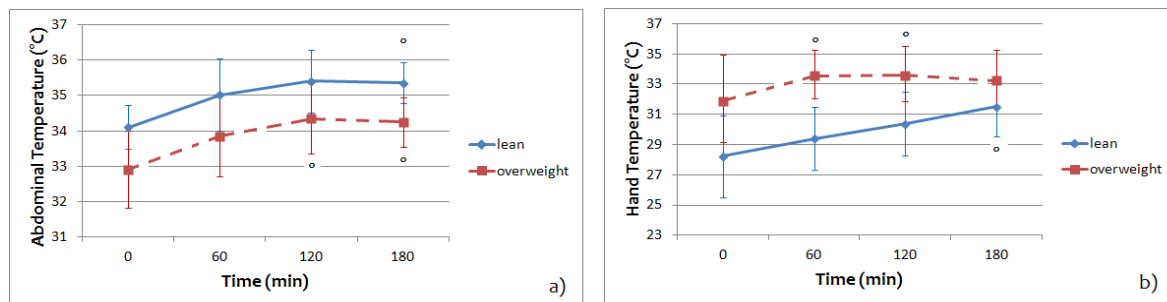 37
36
35
34
33
32
31
Abdominal Temperature (°C)
0 60 120 180
Time (min)
lean
overweight
a)
37
35
33
31
29
27
25
23
Hand Temperature (°C)
0 60 120 180
Time (min)
lean
overweight
b)